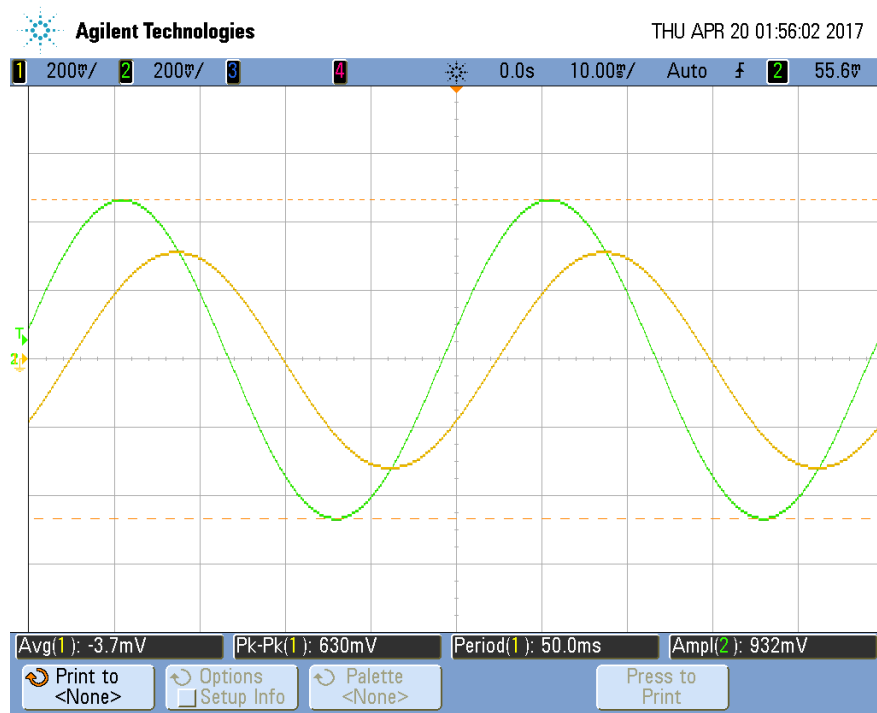 Agilent Technologies THU APR 20 01:56:02 2017
1 200mV/ 2 200mV/ 3 4 0.0s 10.00ms/ Auto 2 55.6mV
T
2
Avg(1): -3.7mV Pk-Pk(1): 630mV Period(1): 50.0ms Ampl(2): 932mV
Print to
<None>
Options
Setup Info
Palette
<None>
Press to
Print